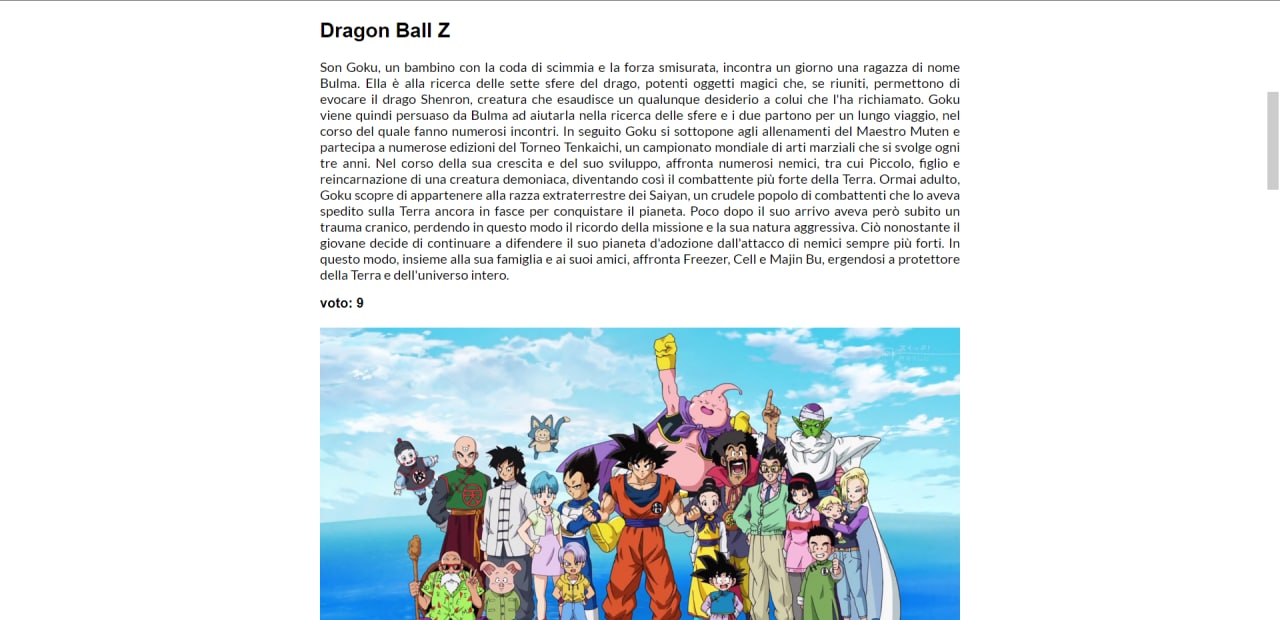 Dragon Ball Z
Son Goku, un bambino con la coda di scimmia e la forza smisurata, incontra un giorno una ragazza di nome
Bulma. Ella è alla ricerca delle sette sfere del drago, potenti oggetti magici che, se riuniti, permettono di
evocare il drago Shenron, creatura che esaudisce un qualunque desiderio a colui che l'ha richiamato. Goku
viene quindi persuaso da Bulma ad aiutarla nella ricerca delle sfere e i due partono per un lungo viaggio, nel
corso del quale fanno numerosi incontri. In seguito Goku si sottopone agli allenamenti del Maestro Muten e
partecipa a numerose edizioni del Torneo Tenkaichi, un campionato mondiale di arti marziali che si svolge ogni
tre anni. Nel corso della sua crescita e del suo sviluppo, affronta numerosi nemici, tra cui Piccolo, figlio e
reincarnazione di una creatura demoniaca, diventando così il combattente più forte della Terra. Ormai adulto,
Goku scopre di appartenere alla razza extraterrestre dei Saiyan, un crudele popolo di combattenti che lo aveva
spedito sulla Terra ancora in fasce per conquistare il pianeta. Poco dopo il suo arrivo aveva però subito un
trauma cranico, perdendo in questo modo il ricordo della missione e la sua natura aggressiva. Ciò nonostante il
giovane decide di continuare a difendere il suo pianeta d'adozione dall'attacco di nemici sempre più forti. In
questo modo, insieme alla sua famiglia e ai suoi amici, affronta Freezer, Cell e Majin Bu, ergendosi a protettore
della Terra e dell'universo intero.
voto: 9